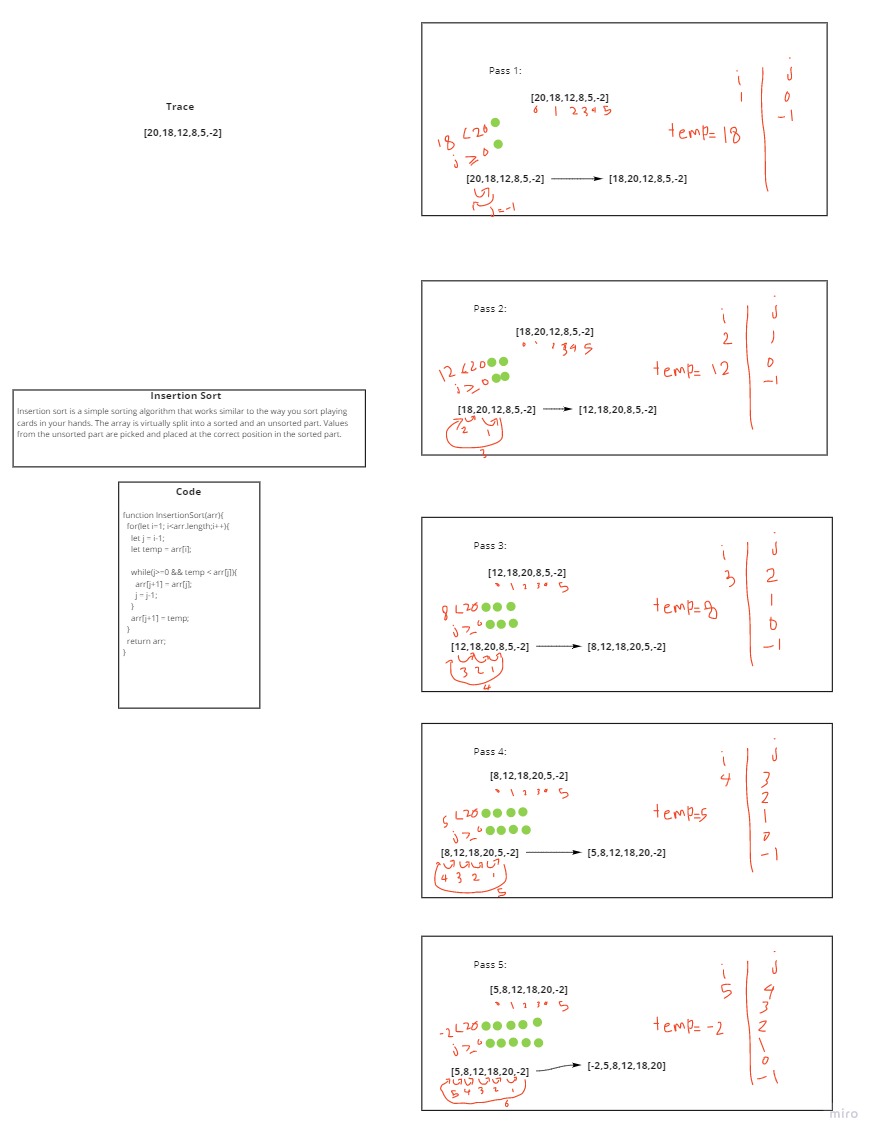 Trace
[20,18,12,8,5,-2]
Insertion Sort
Insertion sort is a simple sorting algorithm that works similar to the way you sort playing
cards in your hands. The array is virtually split into a sorted and an unsorted part. Values
from the unsorted part are picked and placed at the correct position in the sorted part.
Code
function InsertionSort(arr){
for(let i=1; i<arr.length;i++){
let j = i-1;
let temp = arr[i];
while(j>=0 && temp < arr[j]){
arr[j+1] = arr[j];
j = j-1;
}
arr[j+1] = temp;
}
return arr;
}
Pass 1:
i j
[20,18,12,8,5,-2]
1 0
0 1 2 3 4 5
-1
18 <20
temp= 18
j ≥ 0
[20,18,12,8,5,-2] [18,20,12,8,5,-2]
j=-1
Pass 2:
i j
[18,20,12,8,5,-2]
2 1
3 4 5
12 <20
0
temp= 12
j ≥ 0
-1
[18,20,12,8,5,-2] [12,18,20,8,5,-2]
2 1
3
Pass 3:
i j
[12,18,20,8,5,-2]
3 2
0 1 2 3 4 5
8 <20
1
temp=8
j ≥ 0
0
[12,18,20,8,5,-2] [8,12,18,20,5,-2]
-1
3 2 1
4
Pass 4:
i j
[8,12,18,20,5,-2]
4 3
0 1 2 3 4 5
2
5 <20
temp=5
1
j ≥ 0
0
[8,12,18,20,5,-2] [5,8,12,18,20,-2]
-1
4 3 2 1
5
Pass 5:
i j
[5,8,12,18,20,-2]
5 4
0 1 2 3 4 5
3
-2 <20
temp= -2
2
j ≥ 0
1
0
[5,8,12,18,20,-2] [-2,5,8,12,18,20]
-1
5 4 3 2 1
6
miro